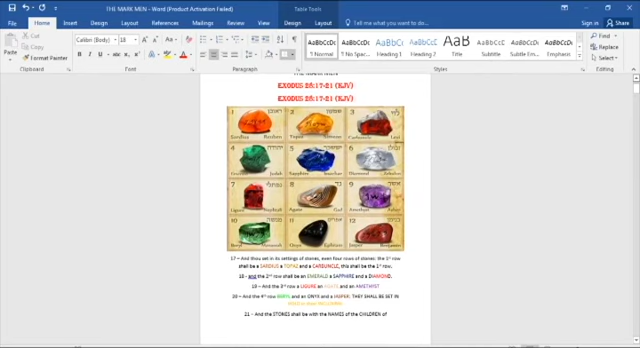 THE MARK MEN - Word (Product Activation Failed)
Table Tools
Sign in
Share
File
Home
Insert
Design
Layout
References
Mailings
Review
View
Design
Layout
Tell me what you want to do...
Cut
Copy
Format Painter
Paste
Calibri (Body)
18
AaBbCcDc
AaBbCcDc
AaBbCc
AaBbCcC
AaB
AaBbCcC
AaBbCcDc
AaBbCcDc
¶ Normal
¶ No Spac...
Heading 1
Heading 2
Title
Subtitle
Subtle Em...
Emphasis
Find
Replace
Select
Clipboard
Font
Paragraph
Styles
Editing
THE MARK MEN
EXODUS 28:17-21 (KJV)
EXODUS 28:17-21 (KJV)
1
2
3
Sardius Reuben
Topaz Simeon
Carbuncle Levi
4
5
6
Judah
Sapphire Issachar
Diamond Zebulun
7
8
9
Ligure Naphtali
Agate Gad
Amethyst Asher
10
11
12
Beryl
Onyx Ephraim
Jasper Benjamin
17 – And thou set in its settings of stones, even four rows of stones: the 1st row
shall be a SARDIUS a TOPAZ and a CARBUNCLE, this shall be the 1st row.
18 - and the 2nd row shall be an EMERALD a SAPPHIRE and a DIAMOND.
19 – And the 3rd row a LIGURE an AGATE and an AMETHYST
20 – And the 4th row BERYL and an ONYX and a JASPER. THEY SHALL BE SET IN
21 - And the STONES shall be with the NAMES of the CHILDREN of